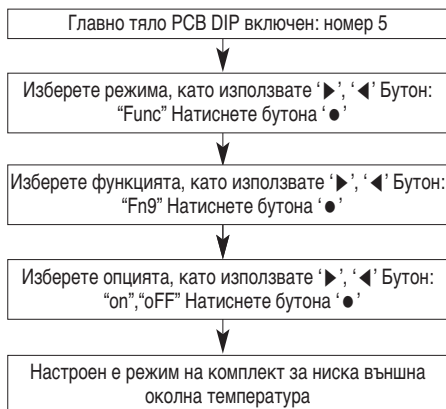 Главно тяло PCB DIP включен: номер 5
Изберете режима, като използвате ‘▶’, ‘◀’ Бутон:
“Func” Натиснете бутона ‘●’
Изберете функцията, като използвате ‘▶’, ‘◀’ Бутон:
“Fn9” Натиснете бутона ‘●’
Изберете опцията, като използвате ‘▶’, ‘◀’ Бутон:
“on”,“oFF” Натиснете бутона ‘●’
Настроен е режим на комплект за ниска външна
околна температура